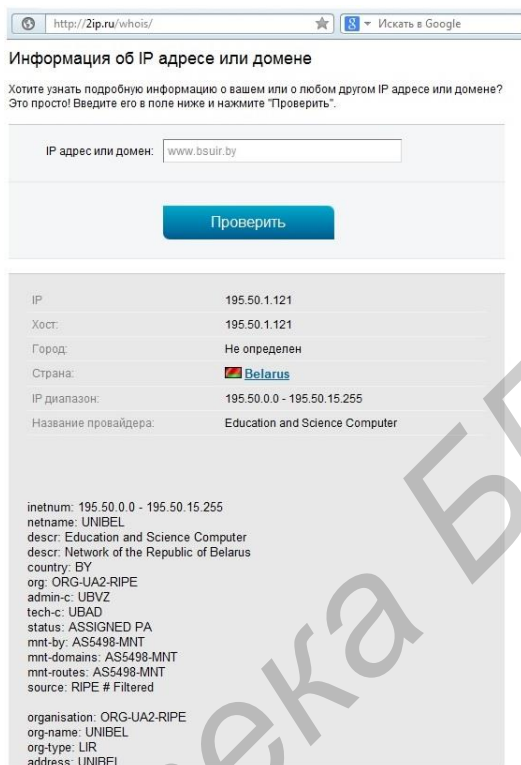 http://2ip.ru/whois/
8 Искать в Google
Информация об IP адресе или домене
Хотите узнать подробную информацию о вашем или о любом другом IP адресе или домене?
Это просто! Введите его в поле ниже и нажмите "Проверить".
IP адрес или домен: www.bsuir.by
Проверить
IP 195.50.1.121
Хост: 195.50.1.121
Город: Не определен
Страна: Belarus
IP диапазон: 195.50.0.0 - 195.50.15.255
Название провайдера: Education and Science Computer
inetnum: 195.50.0.0 - 195.50.15.255
netname: UNIBEL
descr: Education and Science Computer
descr: Network of the Republic of Belarus
country: BY
org: ORG-UA2-RIPE
admin-c: UBVZ
tech-c: UBAD
status: ASSIGNED PA
mnt-by: AS5498-MNT
mnt-domains: AS5498-MNT
mnt-routes: AS5498-MNT
source: RIPE # Filtered
organisation: ORG-UA2-RIPE
org-name: UNIBEL
org-type: LIR
address: UNIBEL